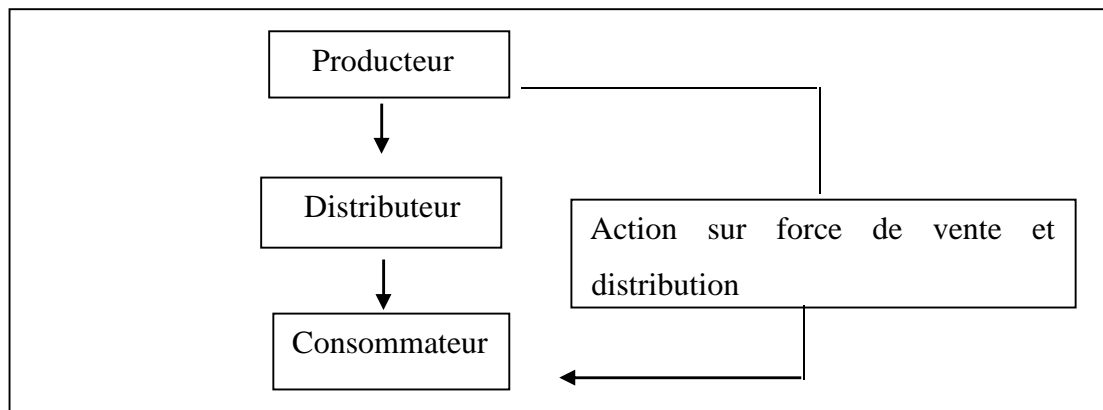 Producteur
Distributeur
Action sur force de vente et
distribution
Consommateur